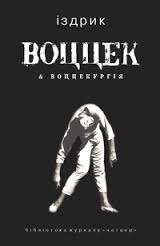 іздрик
ВОЦЦЕК
& ВОЦЦЕКУРГІЯ
бібліотека журналу «четвер»